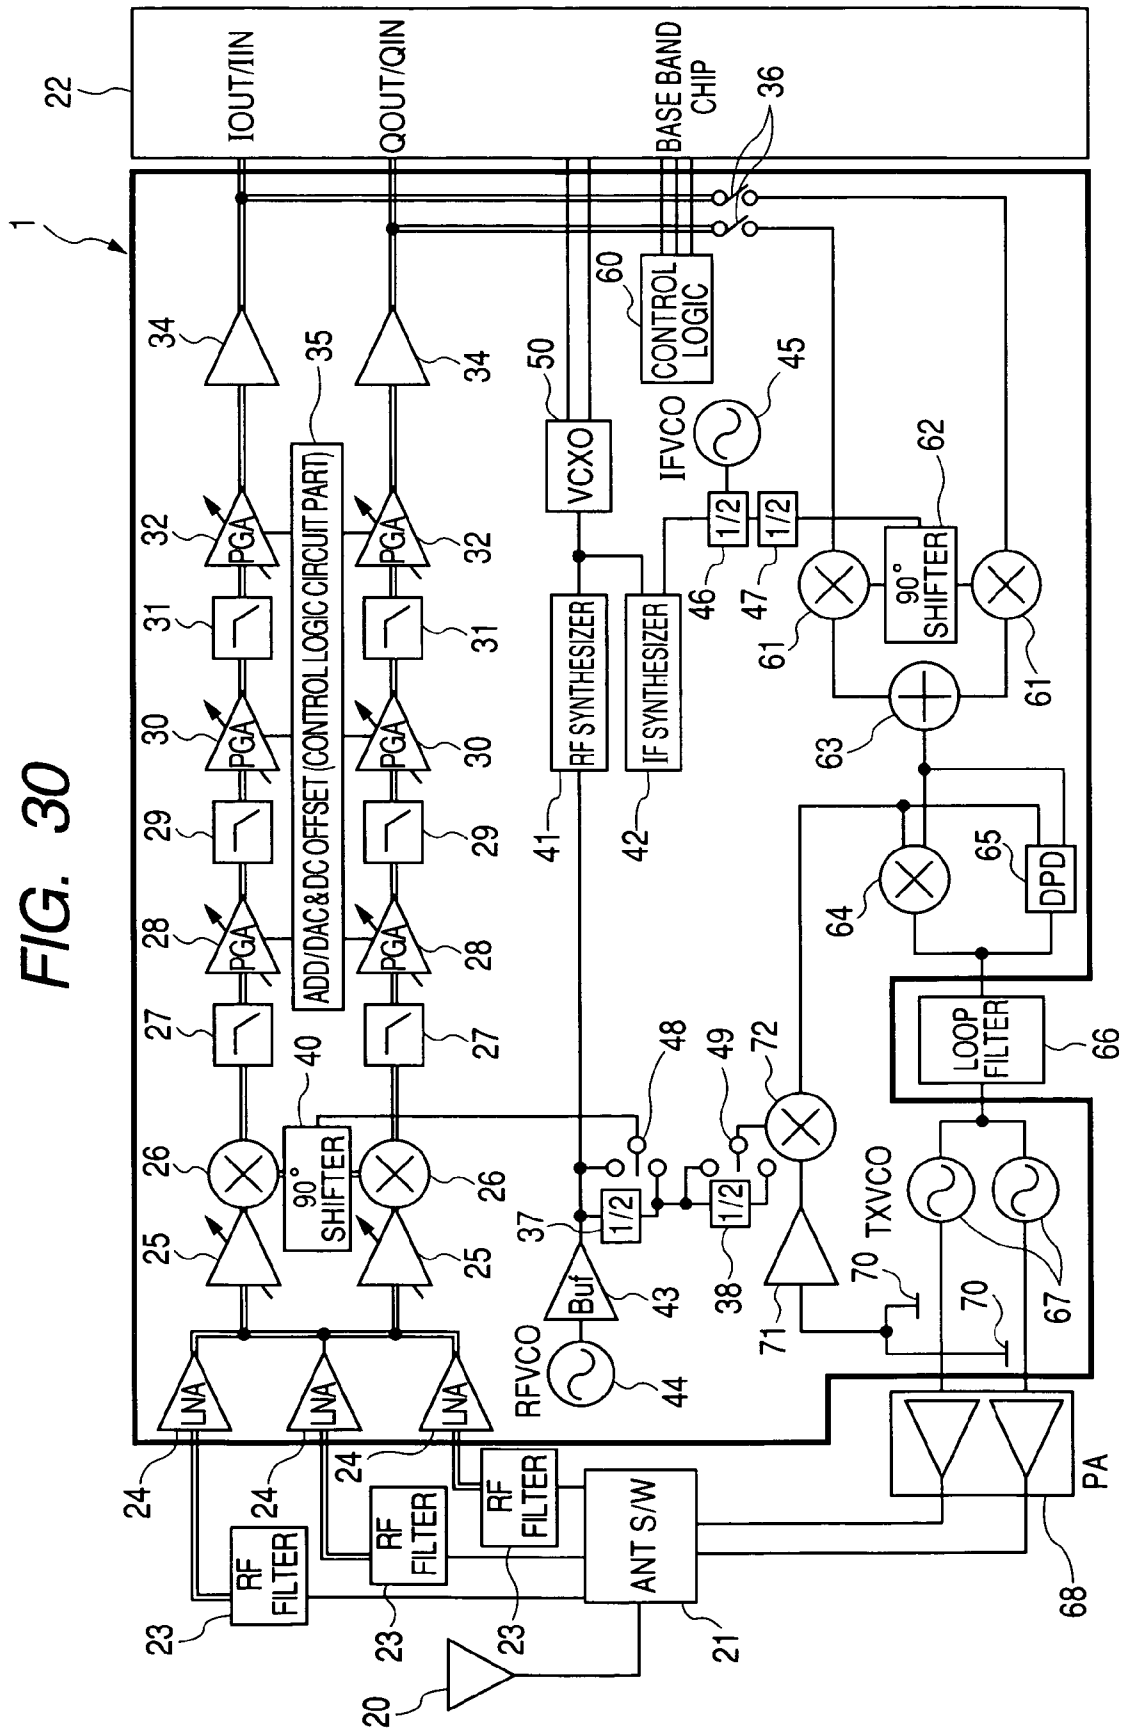 FIG. 30
1
22
IOUT/IIN
QOUT/QIN
BASE BAND
CHIP
36
34
34
35
ADD/DAC & DC OFFSET (CONTROL LOGIC CIRCUIT PART)
32
PGA
PGA
32
31
31
30
PGA
PGA
30
29
29
28
PGA
PGA
28
27
27
26
26
40
90°
SHIFTER
25
25
24
LNA
24
LNA
24
LNA
23
RF
FILTER
23
RF
FILTER
23
RF
FILTER
20
21
ANT S/W
50
VCXO
60
CONTROL
LOGIC
45
IFVCO
46
1/2
47
1/2
41
RF SYNTHESIZER
42
IF SYNTHESIZER
62
90°
SHIFTER
61
61
63
64
65
DPD
66
LOOP
FILTER
48
49
72
37
1/2
38
1/2
Buf
43
RFVCO
44
71
70
70
TXVCO
67
PA
68